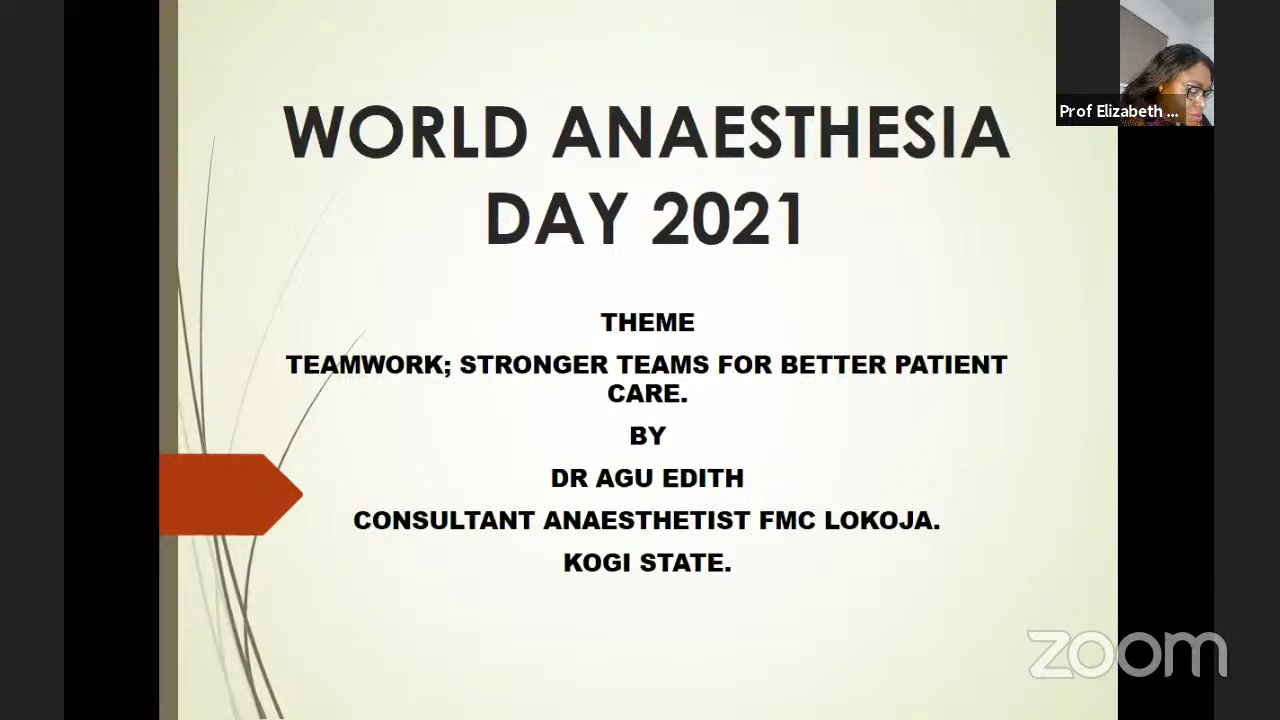 WORLD ANAESTHESIA
DAY 2021
THEME
TEAMWORK; STRONGER TEAMS FOR BETTER PATIENT
CARE.
BY
DR AGU EDITH
CONSULTANT ANAESTHETIST FMC LOKOJA.
KOGI STATE.
Prof Elizabeth ...
zoom